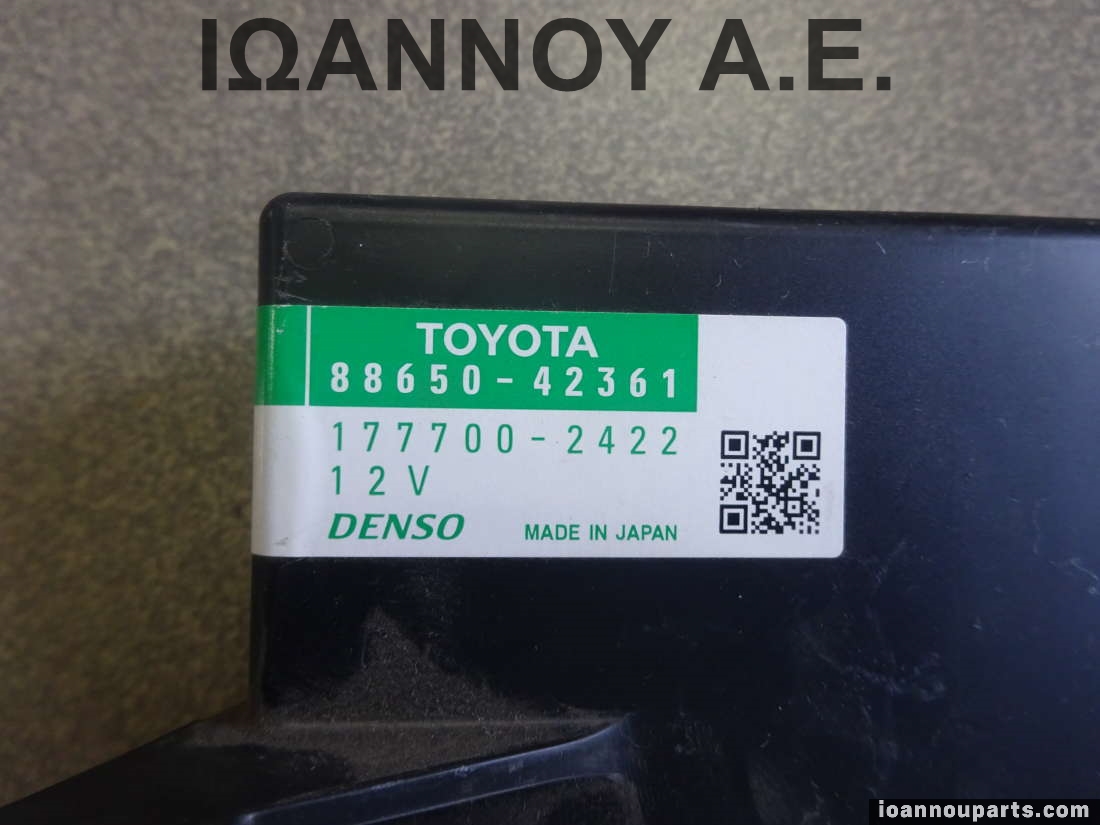 ΙΩΑΝΝΟΥ Α.Ε.
TOYOTA
88650-42361
177700-2422
12V
DENSO MADE IN JAPAN
ioannouparts.com